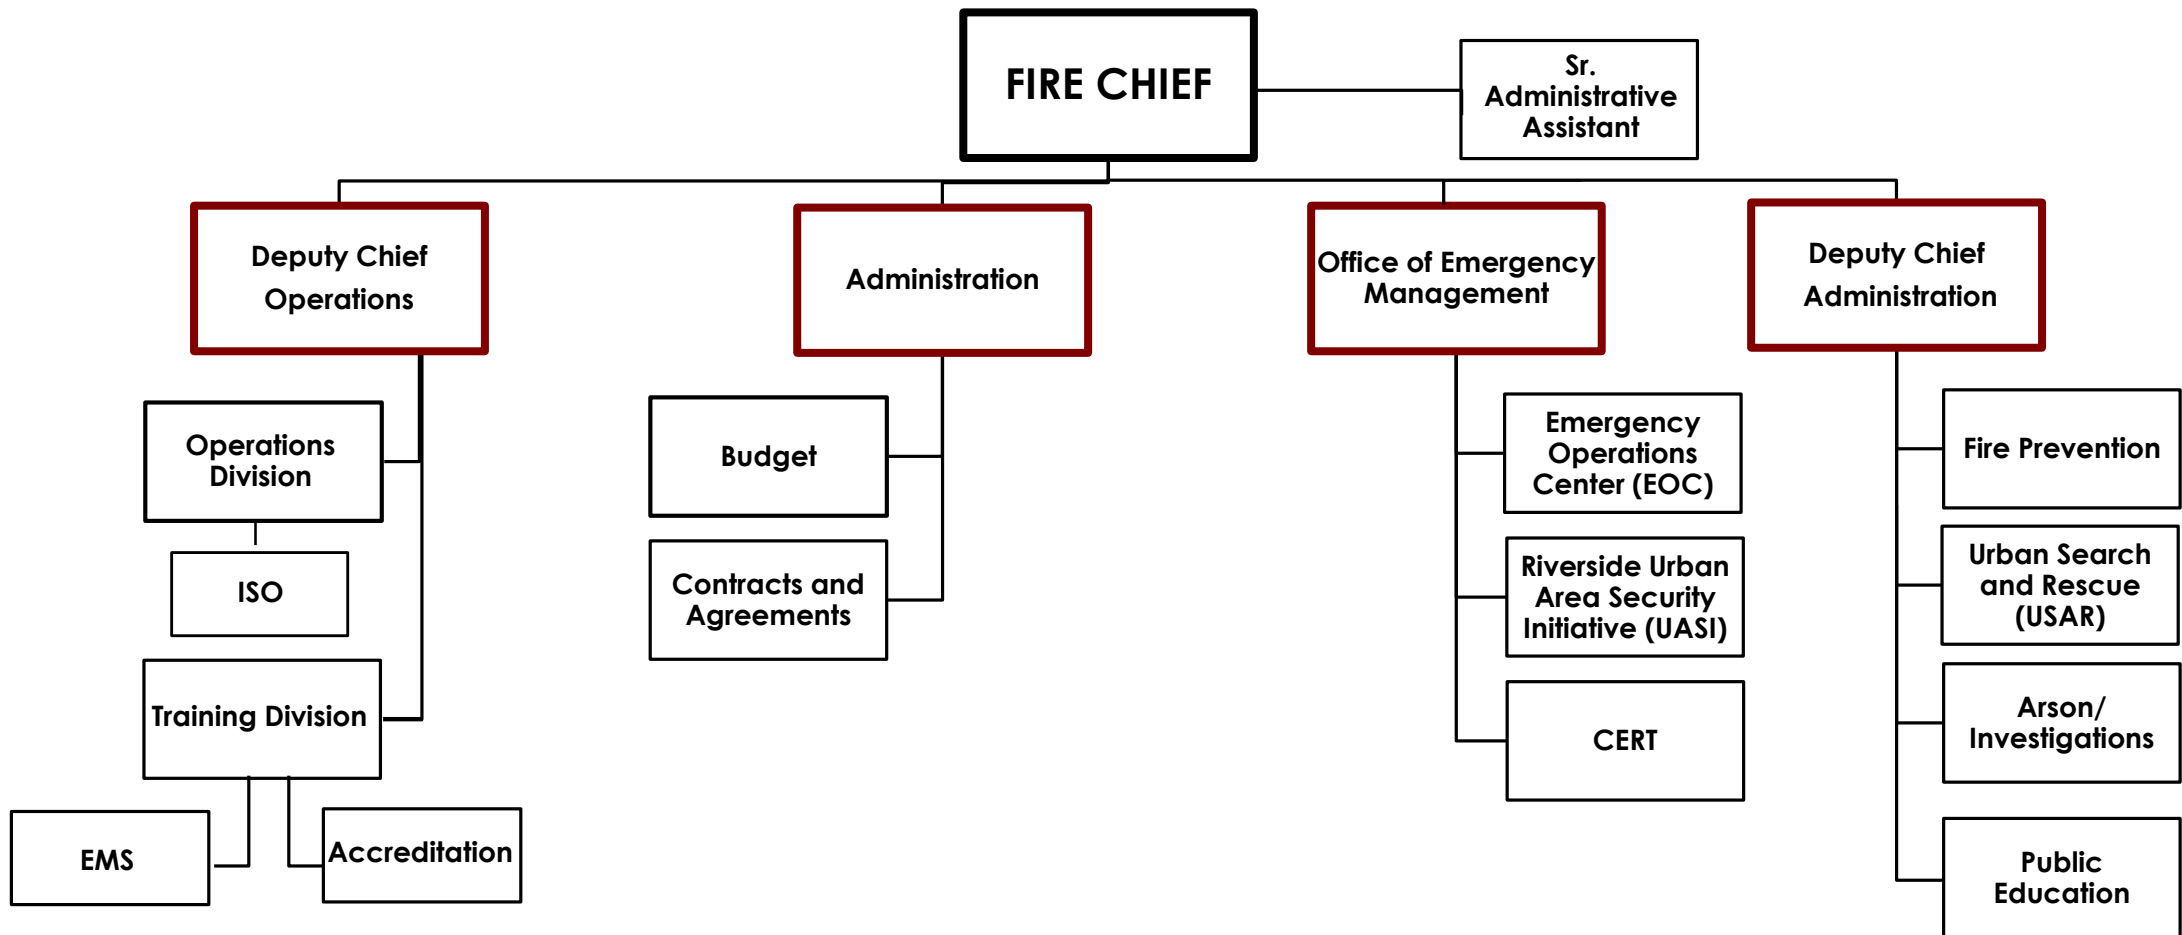 FIRE CHIEF
Sr.
Administrative
Assistant
Deputy Chief
Operations
Administration
Office of Emergency
Management
Deputy Chief
Administration
Operations
Division
ISO
Training Division
EMS
Accreditation
Budget
Contracts and
Agreements
Emergency
Operations
Center (EOC)
Riverside Urban
Area Security
Initiative (UASI)
CERT
Fire Prevention
Urban Search
and Rescue
(USAR)
Arson/
Investigations
Public
Education